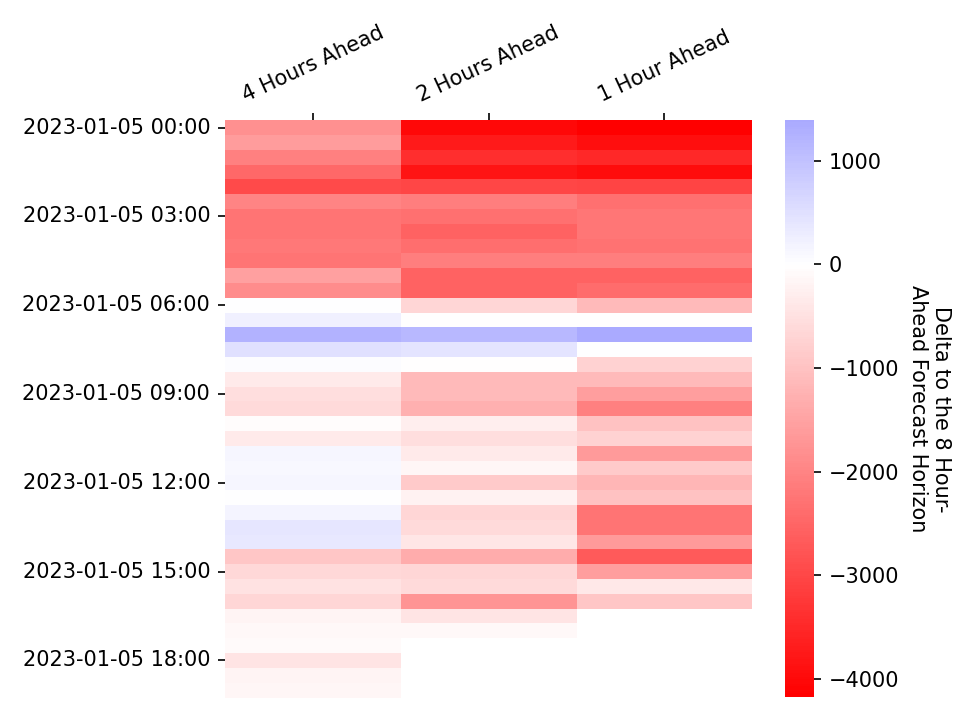 4 Hours Ahead
2 Hours Ahead
1 Hour Ahead
2023-01-05 00:00
2023-01-05 03:00
2023-01-05 06:00
2023-01-05 09:00
2023-01-05 12:00
2023-01-05 15:00
2023-01-05 18:00
1000
0
−1000
−2000
−3000
−4000
Delta to the 8 Hour-
Ahead Forecast Horizon